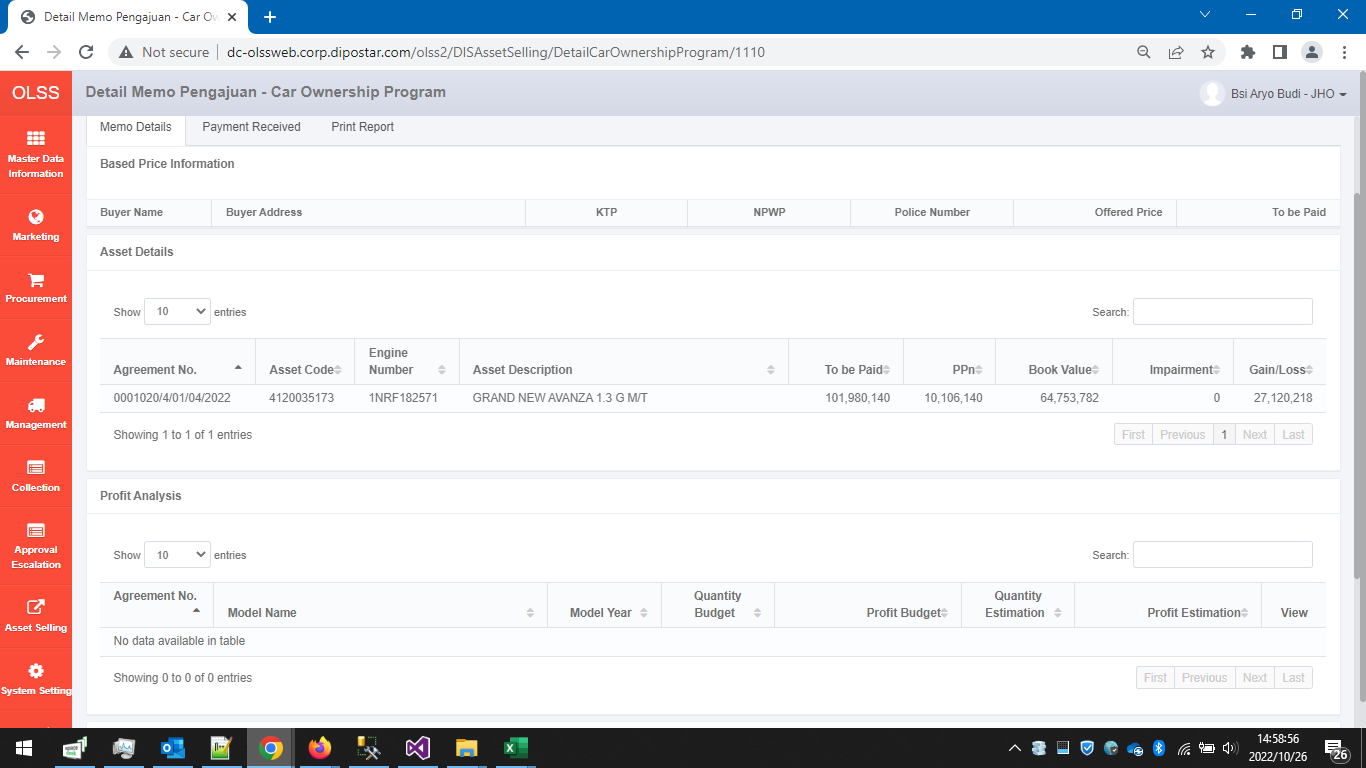 Detail Memo Pengajuan - Car Ow
Not secure
dc-olssweb.corp.dipostar.com/olss2/DISAssetSelling/DetailCarOwnershipProgram/1110
OLSS
Detail Memo Pengajuan - Car Ownership Program
Bsi Aryo Budi - JHO
Master Data
Information
Marketing
Procurement
Maintenance
Management
Collection
Approval
Escalation
Asset Selling
System Setting
Memo Details
Payment Received
Print Report
Based Price Information
Buyer Name
Buyer Address
KTP
NPWP
Police Number
Offered Price
To be Paid
Asset Details
Show 10 entries
Search:
Agreement No.
Asset Code
Engine
Number
Asset Description
To be Paid
PPn
Book Value
Impairment
Gain/Loss
0001020/4/01/04/2022 4120035173 1NRF182571 GRAND NEW AVANZA 1.3 G M/T 101,980,140 10,106,140 64,753,782 0 27,120,218
Showing 1 to 1 of 1 entries
First Previous 1 Next Last
Profit Analysis
Show 10 entries
Search:
Agreement No.
Model Name
Model Year
Quantity
Budget
Profit Budget
Quantity
Estimation
Profit Estimation
View
No data available in table
Showing 0 to 0 of 0 entries
First Previous Next Last
14:58:56
2022/10/26
26